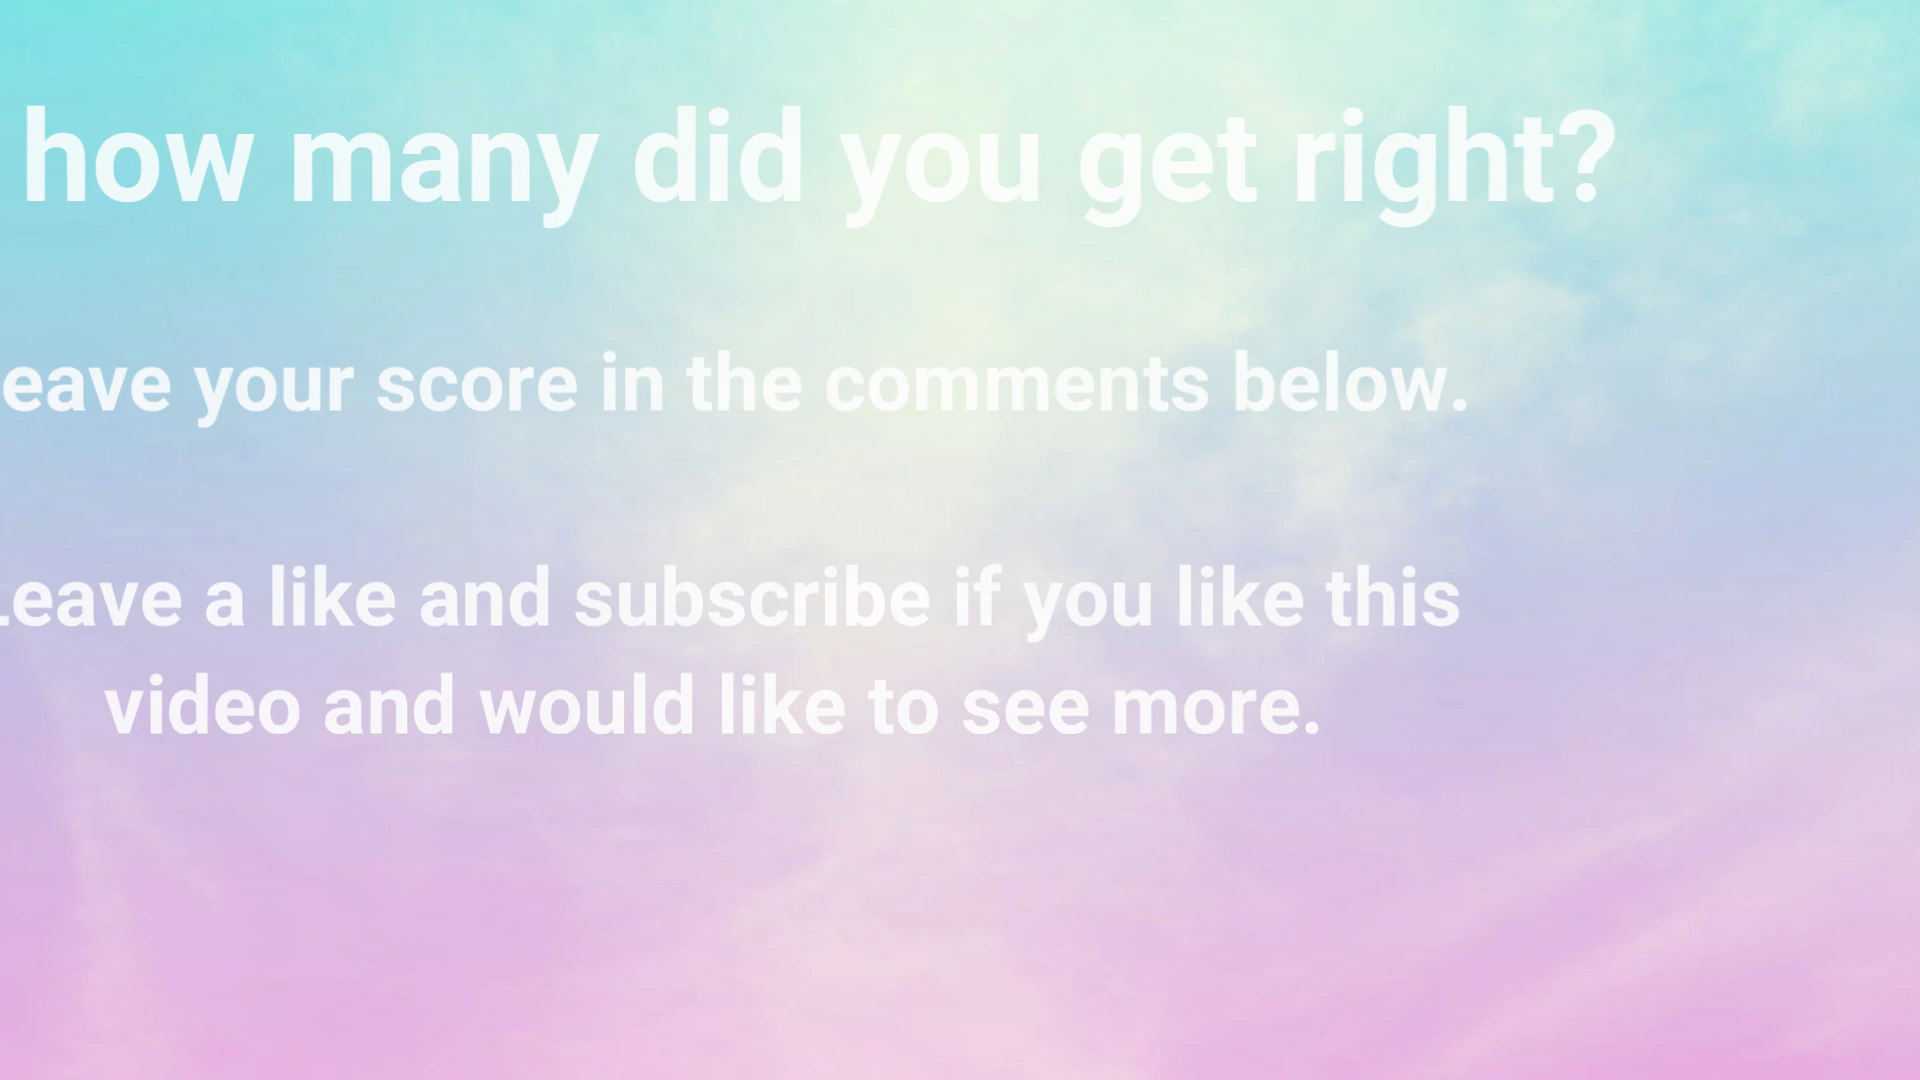 how many did you get right?
eave your score in the comments below.
Leave a like and subscribe if you like this
video and would like to see more.